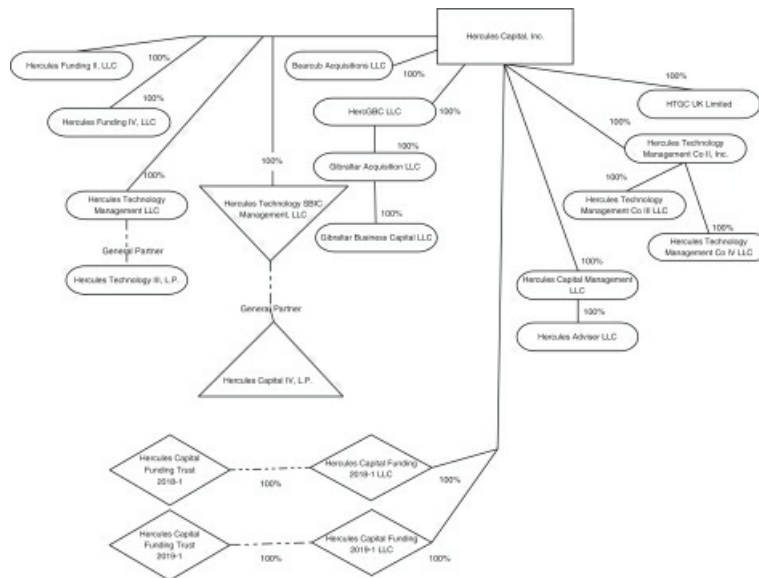 Hercules Capital, Inc.
100%
Hercules Funding II, LLC
Bearcub Acquisitions LLC
100%
100%
HTGC UK Limited
100%
Hercules Funding IV, LLC
HercGBC LLC
100%
100%
Hercules Technology
Management Co II, Inc.
100%
Gibraltar Acquisition LLC
100%
100%
100%
Hercules Technology
Management LLC
Hercules Technology SBIC
Management, LLC
100%
Gibraltar Business Capital LLC
Hercules Technology
Management Co III LLC
100%
Hercules Technology
Management Co IV LLC
General Partner
Hercules Technology III, L.P.
100%
Hercules Capital Management
LLC
100%
Hercules Adviser LLC
General Partner
Hercules Capital IV, L.P.
Hercules Capital
Funding Trust
2018-1
100%
Hercules Capital Funding
2018-1 LLC
100%
Hercules Capital
Funding Trust
2019-1
100%
Hercules Capital Funding
2019-1 LLC
100%